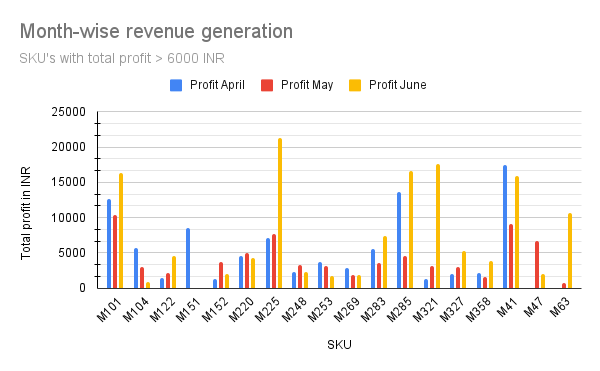 Month-wise revenue generation
SKU's with total profit > 6000 INR
Profit April Profit May Profit June
Total profit in INR
25000
20000
15000
10000
5000
0
M101 M104 M122 M151 M152 M220 M225 M248 M253 M269 M283 M285 M321 M327 M358 M41 M47 M63
SKU